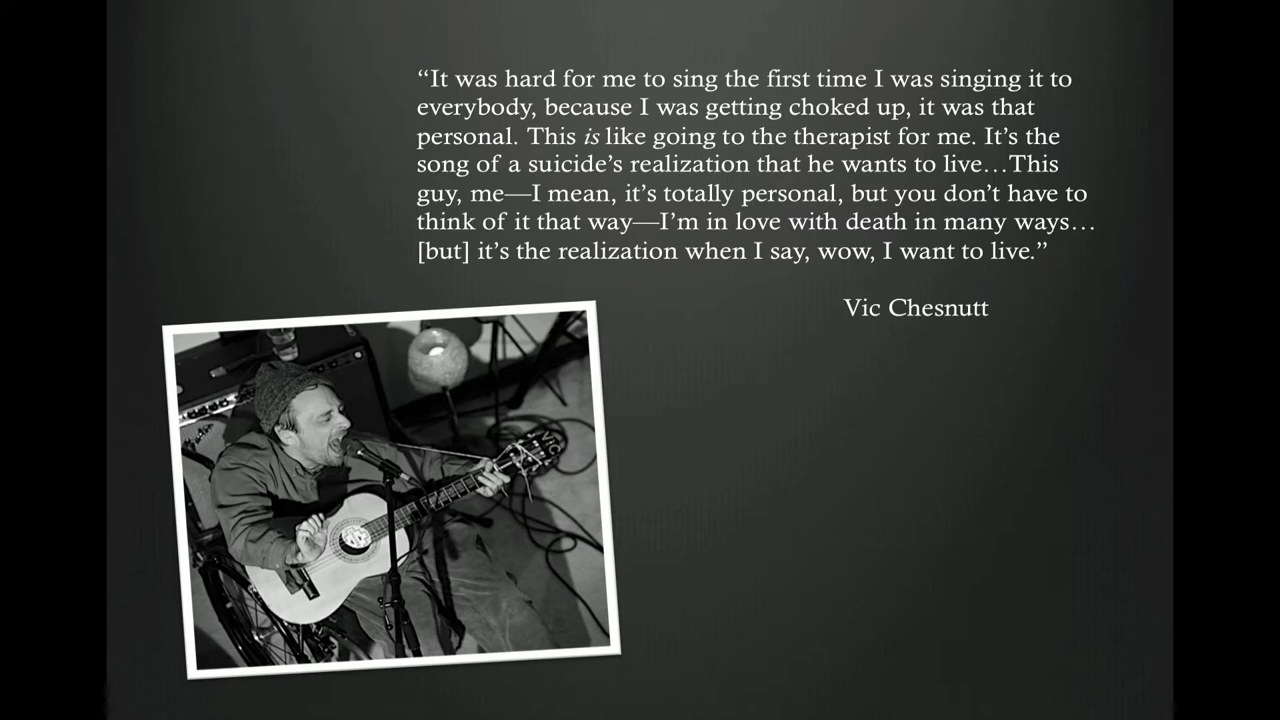 “It was hard for me to sing the first time I was singing it to
everybody, because I was getting choked up, it was that
personal. This is like going to the therapist for me. It’s the
song of a suicide’s realization that he wants to live…This
guy, me—I mean, it’s totally personal, but you don’t have to
think of it that way—I’m in love with death in many ways…
[but] it’s the realization when I say, wow, I want to live.”
Vic Chesnutt
VIC